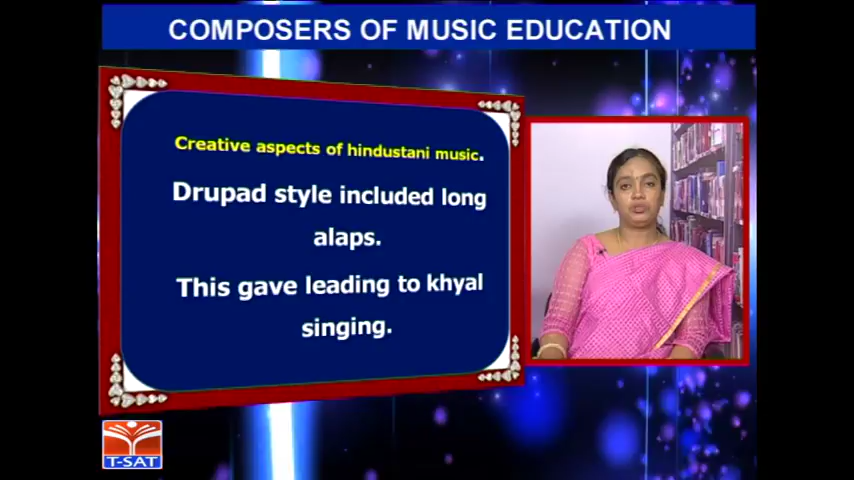 COMPOSERS OF MUSIC EDUCATION
Creative aspects of hindustani music.
Drupad style included long
alaps.
This gave leading to khyal
singing.
T-SAT